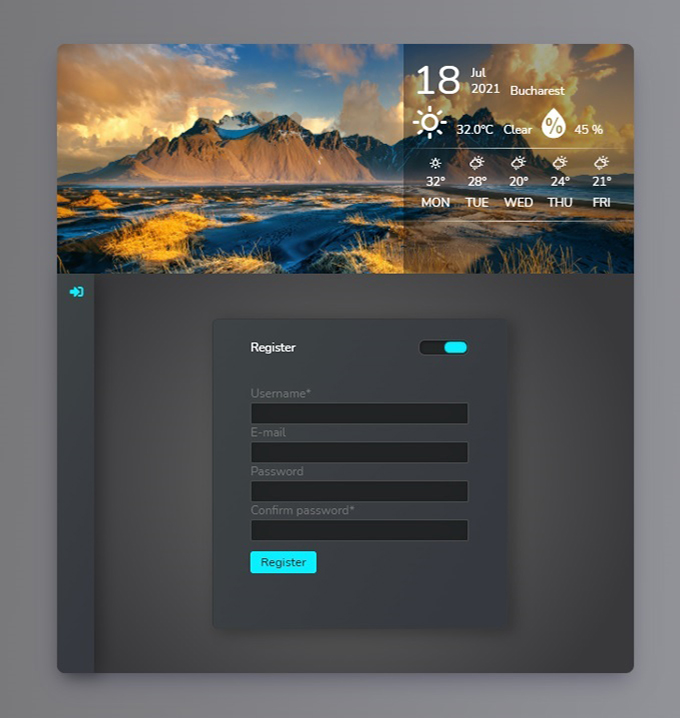 18 Jul
2021 Bucharest
32.0°C Clear % 45 %
32° 28° 20° 24° 21°
MON TUE WED THU FRI
Register
Username*
E-mail
Password
Confirm password*
Register